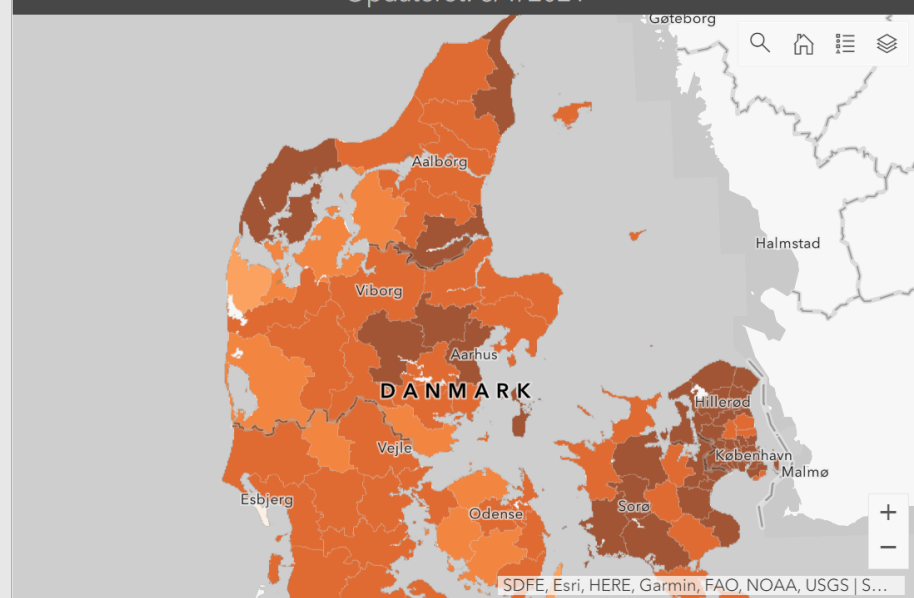 Gøteborg
Aalborg
Halmstad
Viborg
Aarhus
DANMARK
Hillerød
Vejle
København
Malmø
Esbjerg
Sorø
Odense
SDFE, Esri, HERE, Garmin, FAO, NOAA, USGS | S...